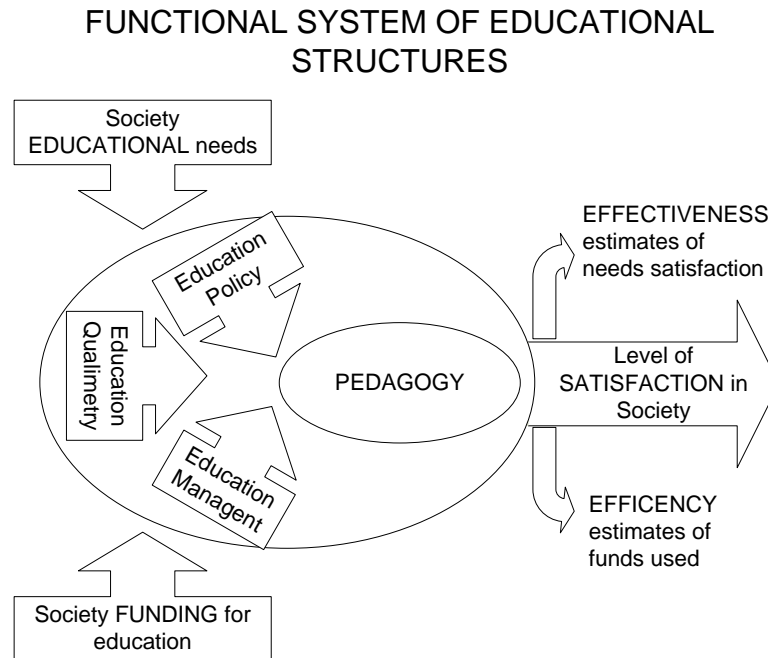 FUNCTIONAL SYSTEM OF EDUCATIONAL
STRUCTURES
Society
EDUCATIONAL needs
Education
Policy
Education
Qualimetry
Education
Managent
PEDAGOGY
EFFECTIVENESS
estimates of
needs satisfaction
Level of
SATISFACTION in
Society
EFFICENCY
estimates of
funds used
Society FUNDING for
education